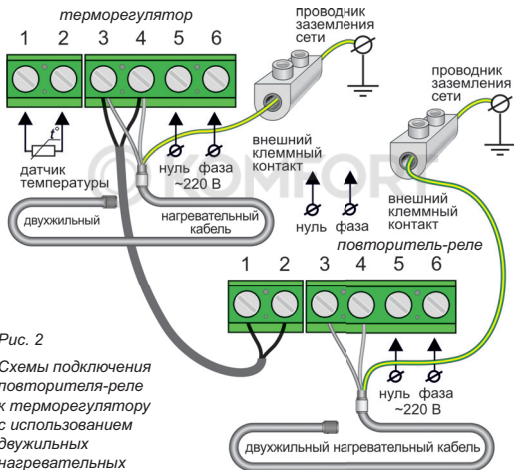 терморегулятор
1 2 3 4 5 6
датчик
температуры
нуль фаза
~220 В
проводник
заземления
сети
внешний
клеммный
контакт
двухжильный
нагревательный
кабель
© KOMFORT
нуль фаза
проводник
заземления
сети
внешний
клеммный
контакт
повторитель-реле
1 2 3 4 5 6
нуль фаза
~220 В
двухжильный нагревательный кабель
Рис. 2
Схемы подключения
повторителя-реле
к терморегулятору
с использованием
двужильных
нагревательных